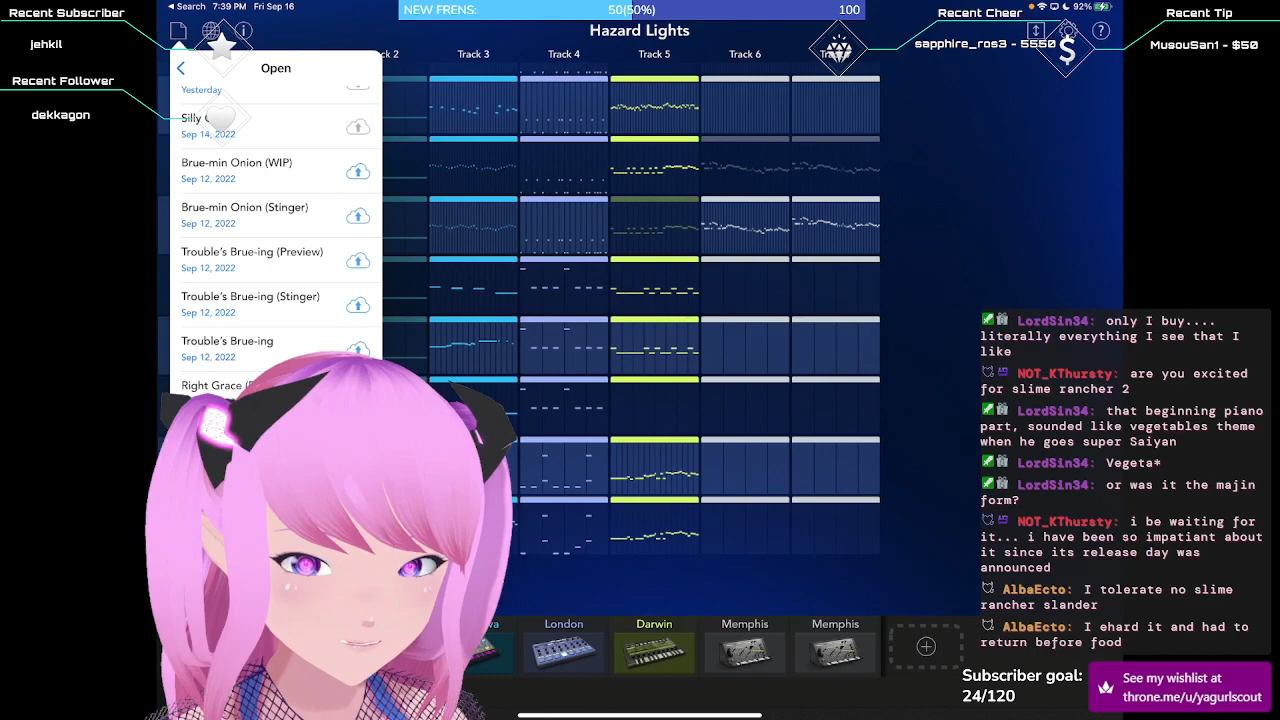 Recent Subscriber
jehkil
Recent Follower
dekkagon
Search 7:39 PM Fri Sep 16
NEW FRENS: 50(50%) 100
Hazard Lights
Recent Cheer
sapphire_ros3 - 5550
91%
Recent Tip
MukuSan1 - $50
Open
Yesterday
Silly
Sep 14, 2022
Brue-min Onion (WIP)
Sep 12, 2022
Brue-min Onion (Stinger)
Sep 12, 2022
Trouble's Brue-ing (Preview)
Sep 12, 2022
Trouble's Brue-ing (Stinger)
Sep 12, 2022
Trouble's Brue-ing
Sep 12, 2022
Right Grace
Track 3 Track 4 Track 5 Track 6
London Darwin Memphis Memphis
LordSin34: only I buy....
literally everything I see that I
like
NOT_KThursty: are you excited
for slime rancher 2
LordSin34: that beginning piano
part, sounded like vegetables theme
when he goes super Saiyan
LordSin34: Vegeta*
LordSin34: or was it the majin
form?
NOT_KThursty: i be waiting for
it... i have been so impatiant about
it since its release day was
announced
AlbaEcto: I tolerate no slime
rancher slander
AlbaEcto: I ehard it and had to
return before bed
Subscriber goal:
24/120
See my wishlist at
throne.me/u/yagurlscout